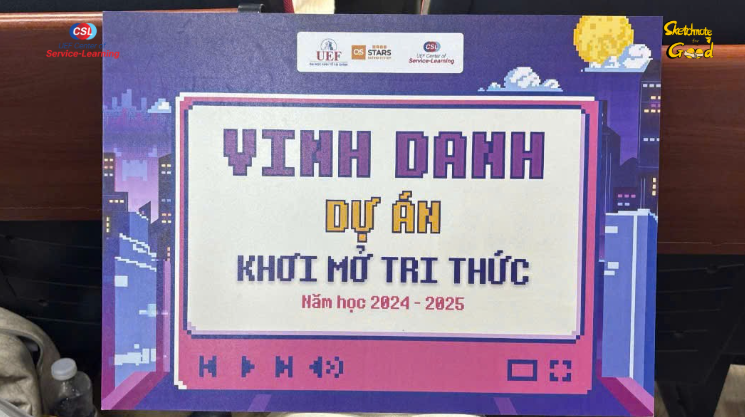 CSL
Service-Learning
Sketchnote
for
Good
UEF
QS
STARS
CSL
UEF Center of
Service-Learning
VINH DANH
DỰ ÁN
KHƠI MỞ TRI THỨC
Năm học 2024 - 2025